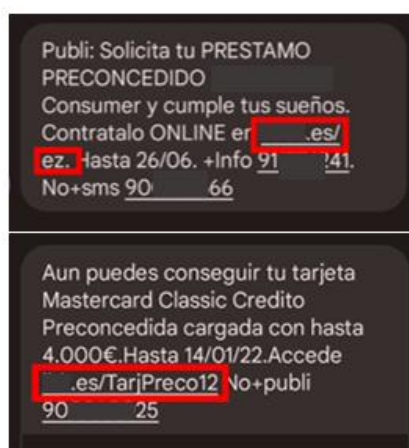 Publi: Solicita tu PRESTAMO
PRECONCEDIDO
Consumer y cumple tus sueños.
Contratalo ONLINE en .es/
ez. Hasta 26/06. +Info 91 241.
No+sms 90 66
Aun puedes conseguir tu tarjeta
Mastercard Classic Credito
Preconcedida cargada con hasta
4.000€.Hasta 14/01/22.Accede
.es/TarjPreco12 No+publi
90 25